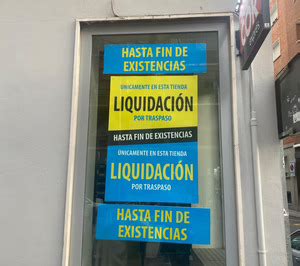 HASTA FIN DE
EXISTENCIAS
ÚNICAMENTE EN ESTA TIENDA
LIQUIDACIÓN
POR TRASPASO
HASTA FIN DE EXISTENCIAS
ÚNICAMENTE EN ESTA TIENDA
LIQUIDACIÓN
POR TRASPASO
HASTA FIN DE
EXISTENCIAS